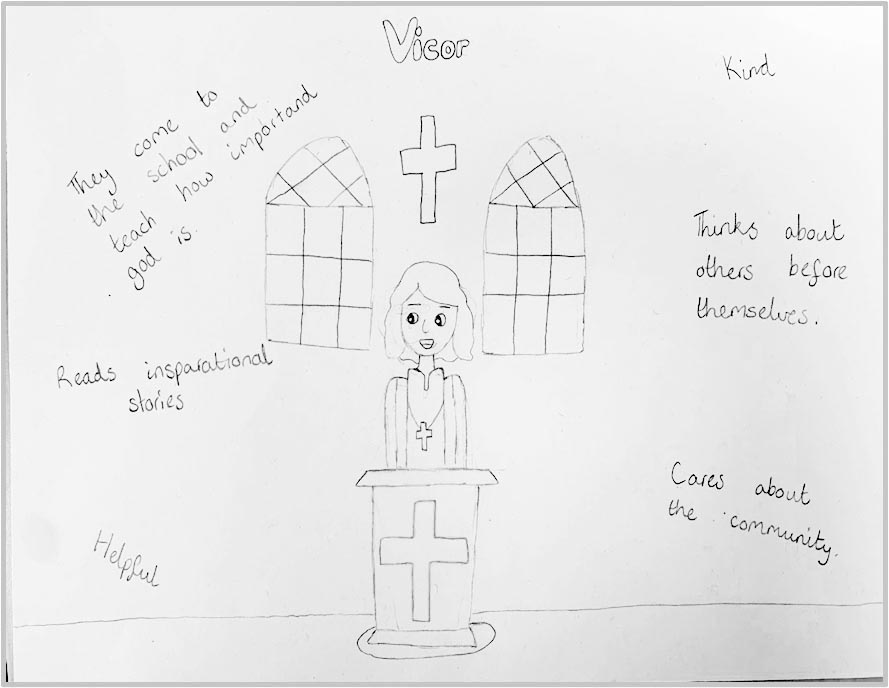 Vicor
They come to
the school and
teach how importand
god is.
Kind
Thinks about
others before
themselves.
Reads insparational
stories
Cares about
the community.
Helpful